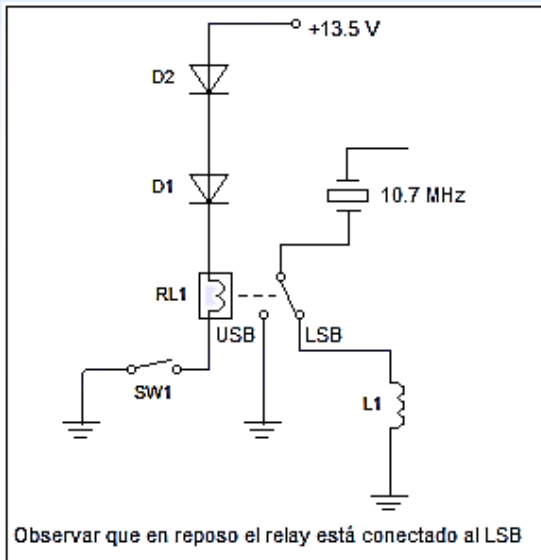 +13.5 V
D2
D1
10.7 MHz
RL1
USB
LSB
SW1
L1
Observar que en reposo el relay está conectado al LSB